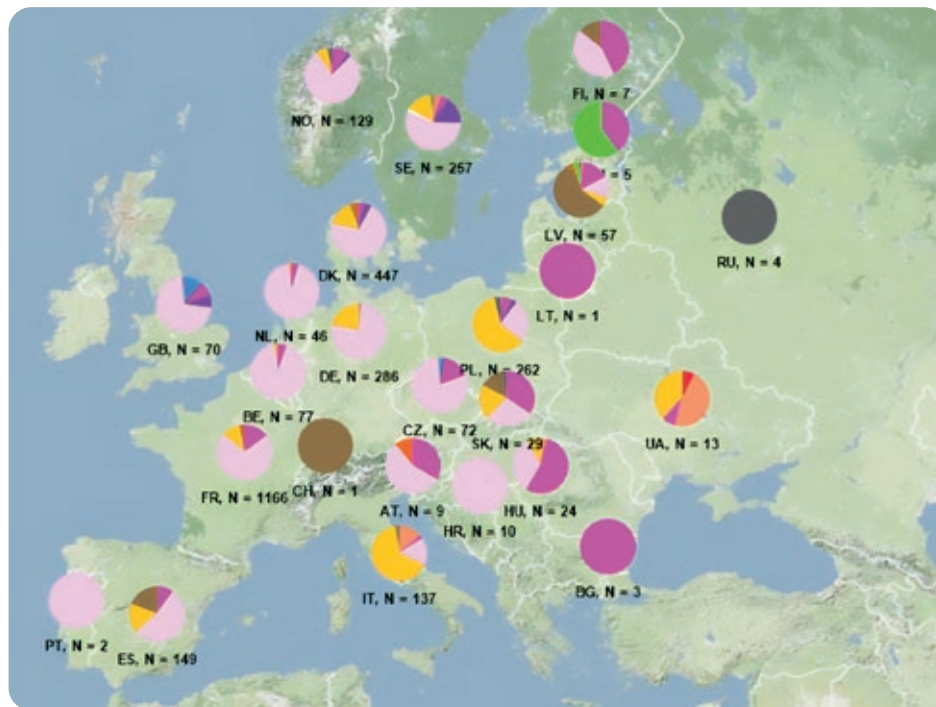 FI, N = 7
NO, N = 129
SE, N = 257
= 5
LV, N = 57
RU, N = 4
DK, N = 447
LT, N = 1
NL, N = 46
GB, N = 70
DE, N = 286
PL, N = 262
BE, N = 77
CZ, N = 72
SK, N = 29
UA, N = 13
FR, N = 1166
CH, N = 1
AT, N = 9
HU, N = 24
HR, N = 10
BG, N = 3
IT, N = 137
PT, N = 2
ES, N = 149